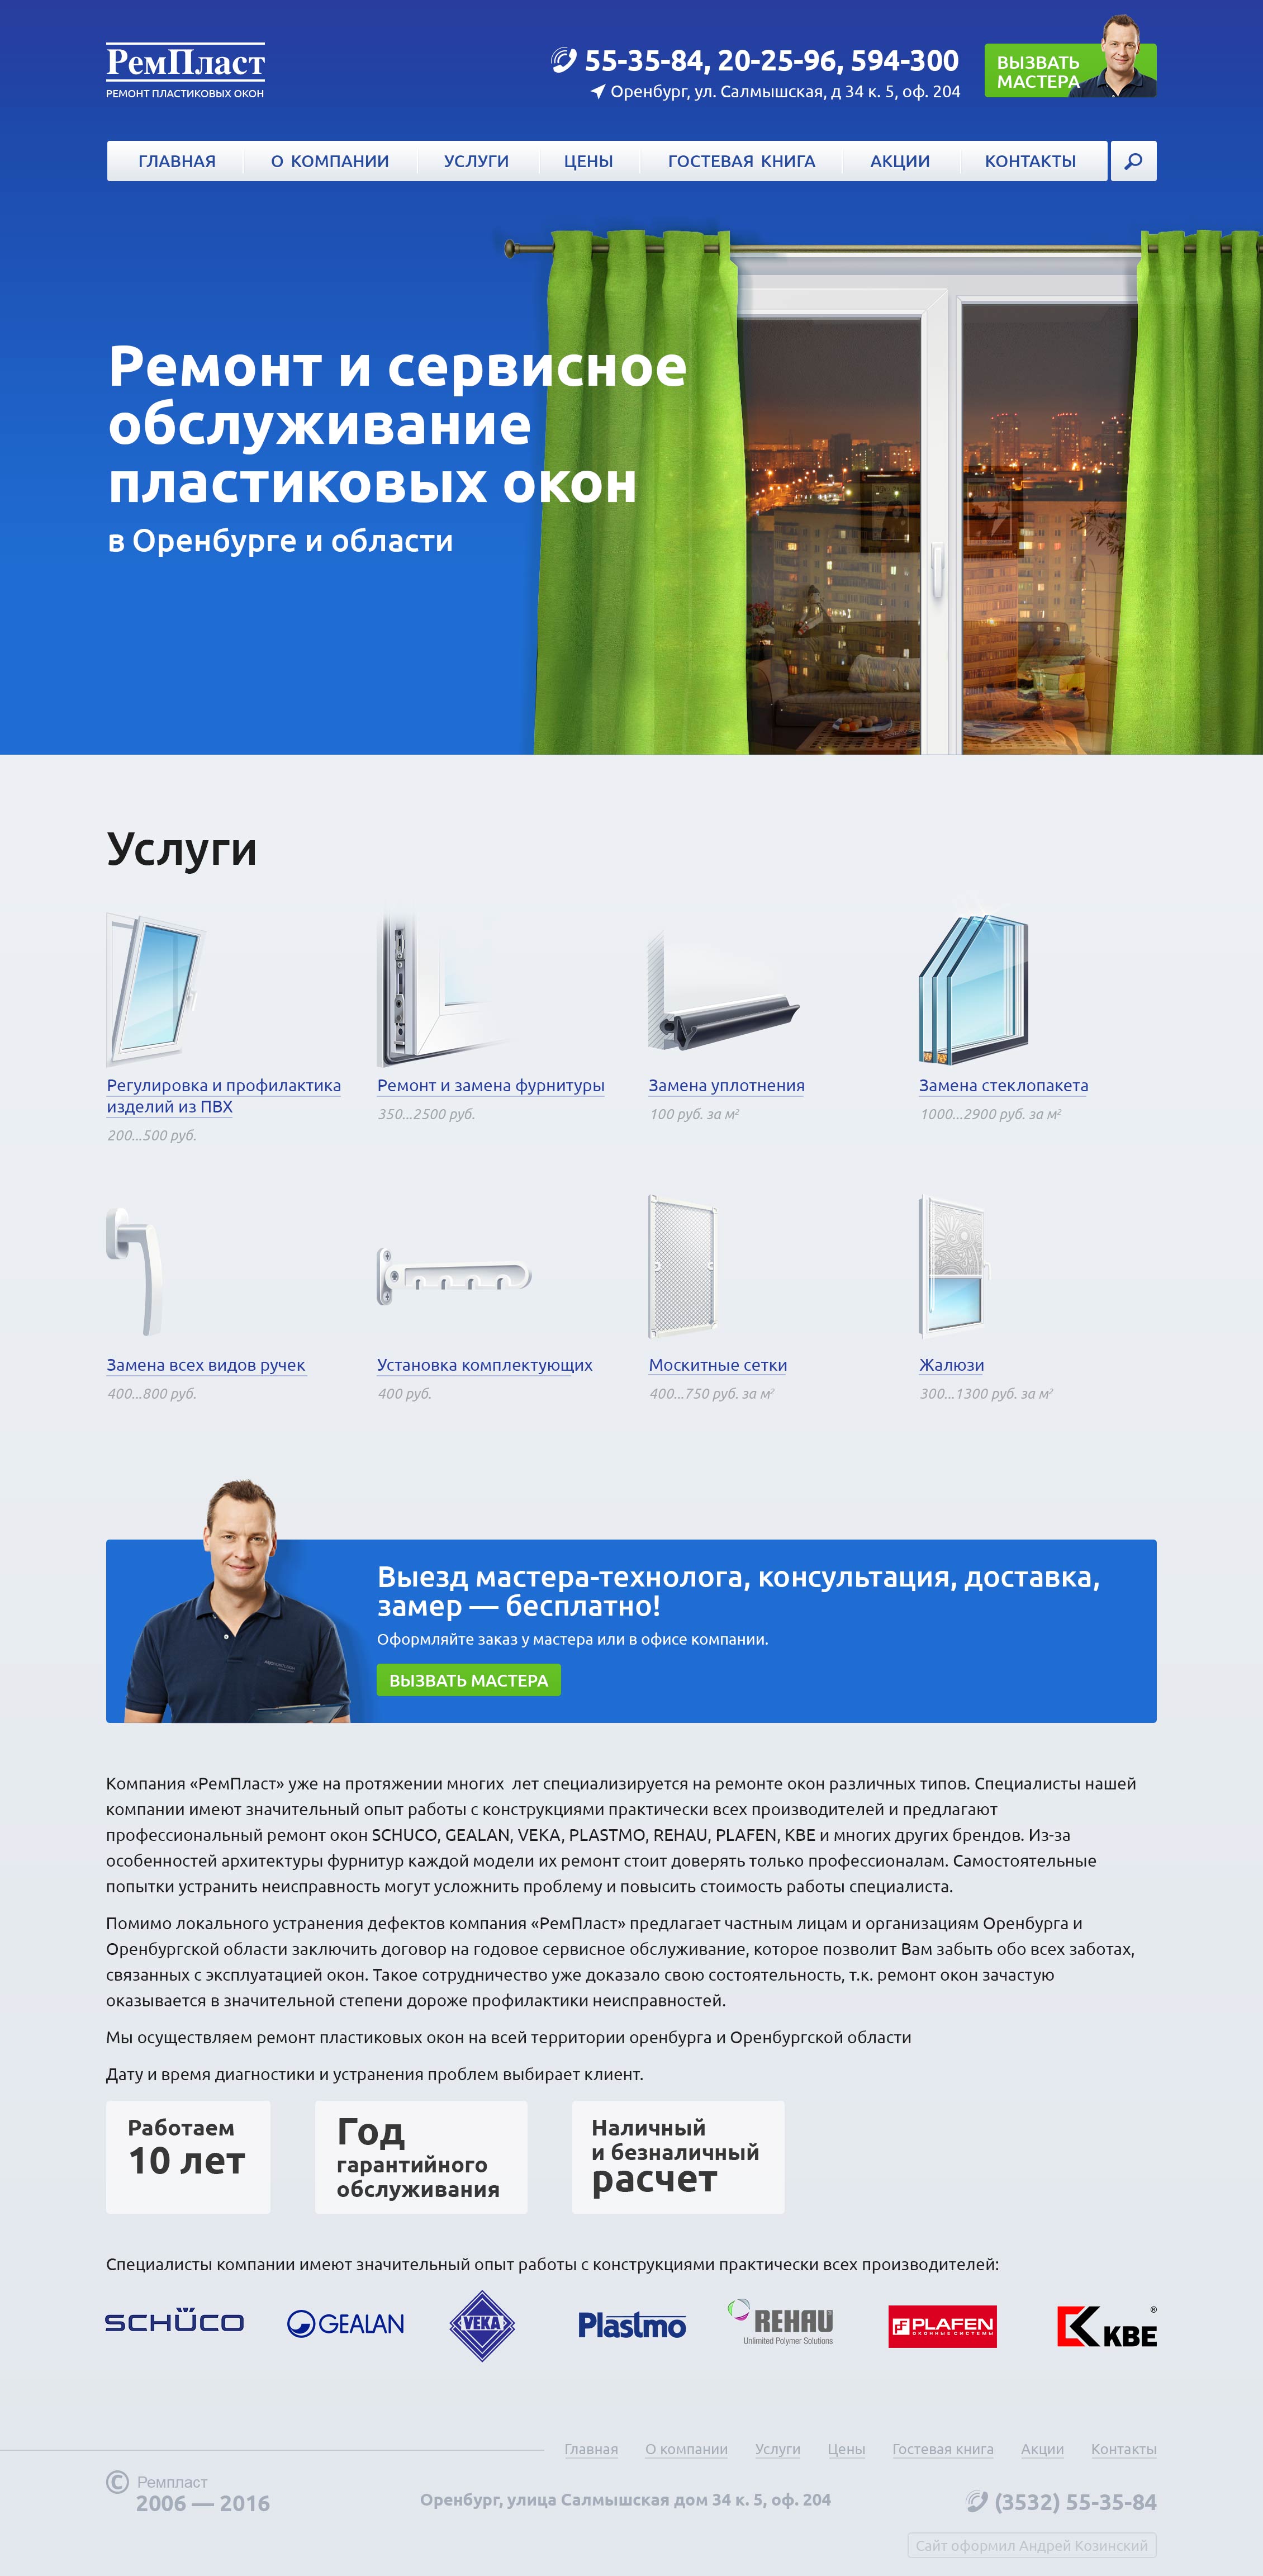 РемПласт
РЕМОНТ ПЛАСТИКОВЫХ ОКОН
55-35-84, 20-25-96, 594-300
Оренбург, ул. Салмышская, д 34 к. 5, оф. 204
ВЫЗВАТЬ
МАСТЕРА
ГЛАВНАЯ О КОМПАНИИ УСЛУГИ ЦЕНЫ ГОСТЕВАЯ КНИГА АКЦИИ КОНТАКТЫ
Ремонт и сервисное
обслуживание
пластиковых окон
в Оренбурге и области
Услуги
Регулировка и профилактика
изделий из ПВХ
200...500 руб.
Ремонт и замена фурнитуры
350...2500 руб.
Замена уплотнения
100 руб. за м²
Замена стеклопакета
1000...2900 руб. за м²
Замена всех видов ручек
400...800 руб.
Установка комплектующих
400 руб.
Москитные сетки
400...750 руб. за м²
Жалюзи
300...1300 руб. за м²
Выезд мастера-технолога, консультация, доставка,
замер — бесплатно!
Оформляйте заказ у мастера или в офисе компании.
ВЫЗВАТЬ МАСТЕРА
Компания «РемПласт» уже на протяжении многих лет специализируется на ремонте окон различных типов. Специалисты нашей
компании имеют значительный опыт работы с конструкциями практически всех производителей и предлагают
профессиональный ремонт окон SCHUCO, GEALAN, VEKA, PLASTMO, REHAU, PLAFEN, KBE и многих других брендов. Из-за
особенностей архитектуры фурнитур каждой модели их ремонт стоит доверять только профессионалам. Самостоятельные
попытки устранить неисправность могут усложнить проблему и повысить стоимость работы специалиста.
Помимо локального устранения дефектов компания «РемПласт» предлагает частным лицам и организациям Оренбурга и
Оренбургской области заключить договор на годовое сервисное обслуживание, которое позволит Вам забыть обо всех заботах,
связанных с эксплуатацией окон. Такое сотрудничество уже доказало свою состоятельность, т.к. ремонт окон зачастую
оказывается в значительной степени дороже профилактики неисправностей.
Мы осуществляем ремонт пластиковых окон на всей территории оренбурга и Оренбургской области
Дату и время диагностики и устранения проблем выбирает клиент.
Работаем
10 лет
Год
гарантийного
обслуживания
Наличный
и безналичный
расчет
Специалисты компании имеют значительный опыт работы с конструкциями практически всех производителей:
SCHÜCO
GEALAN
VEKA
Plastmo
REHAU
Unlimited Polymer Solutions
PLAFEN
ОКОННЫЕ СИСТЕМЫ
KBE ®
Главная О компании Услуги Цены Гостевая книга Акции Контакты
© Ремпласт
2006 — 2016
Оренбург, улица Салмышская дом 34 к. 5, оф. 204
(3532) 55-35-84
Сайт оформил Андрей Козинский